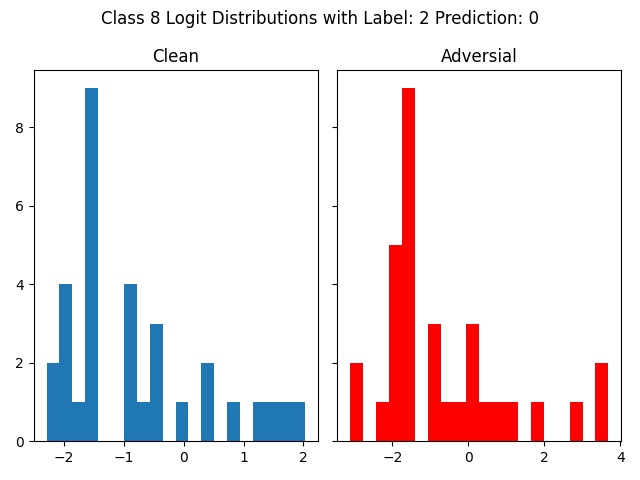 Class 8 Logit Distributions with Label: 2 Prediction: 0
Clean
Adversial
8
6
4
2
0
−2 −1 0 1 2
−2 0 2 4